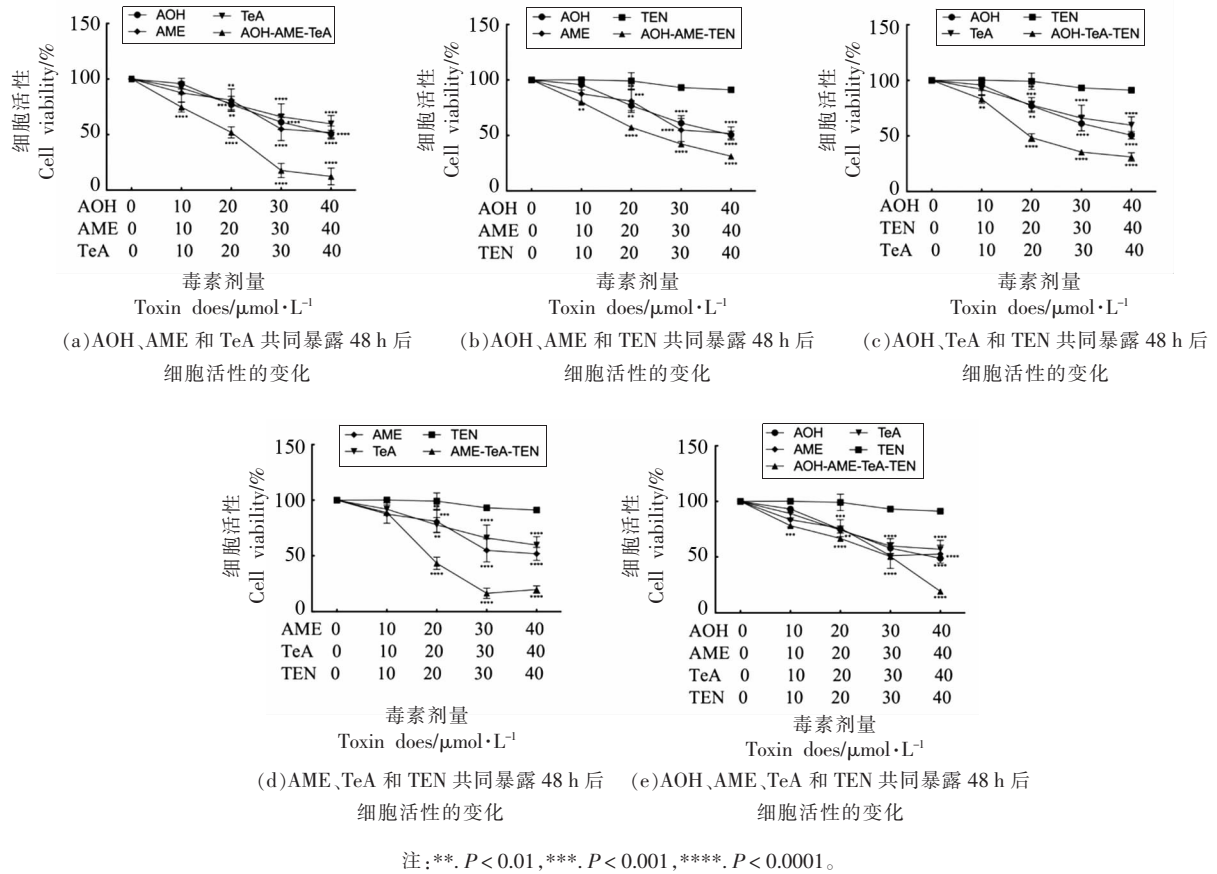 AOH TeA
AME AOH-AME-TeA
细胞活性
Cell viability/%
150
100
50
0
** **** **** *** ** **** **** **** **** **** **** **** ****
AOH 0 10 20 30 40
AME 0 10 20 30 40
TeA 0 10 20 30 40
毒素剂量
Toxin does/μmol·L⁻¹
(a)AOH、AME 和 TeA 共同暴露 48 h 后
细胞活性的变化
AOH TEN
AME AOH-AME-TEN
细胞活性
Cell viability/%
150
100
50
0
*** ** ** **** **** **** **** **** **** ****
AOH 0 10 20 30 40
AME 0 10 20 30 40
TEN 0 10 20 30 40
毒素剂量
Toxin does/μmol·L⁻¹
(b)AOH、AME 和 TEN 共同暴露 48 h 后
细胞活性的变化
AOH TEN
TeA AOH-TeA-TEN
细胞活性
Cell viability/%
150
100
50
0
*** ** ** **** **** **** **** **** **** ****
AOH 0 10 20 30 40
TEN 0 10 20 30 40
TeA 0 10 20 30 40
毒素剂量
Toxin does/μmol·L⁻¹
(c)AOH、TeA 和 TEN 共同暴露 48 h 后
细胞活性的变化
AME TEN
TeA AME-TeA-TEN
细胞活性
Cell viability/%
150
100
50
0
** *** ** **** **** **** **** **** **** ****
AME 0 10 20 30 40
TeA 0 10 20 30 40
TEN 0 10 20 30 40
毒素剂量
Toxin does/μmol·L⁻¹
(d)AME、TeA 和 TEN 共同暴露 48 h 后
细胞活性的变化
AOH TeA
AME TEN
AOH-AME-TeA-TEN
细胞活性
Cell viability/%
150
100
50
0
*** *** ** **** **** **** **** **** **** ****
AOH 0 10 20 30 40
AME 0 10 20 30 40
TeA 0 10 20 30 40
TEN 0 10 20 30 40
毒素剂量
Toxin does/μmol·L⁻¹
(e)AOH、AME、TeA 和 TEN 共同暴露 48 h 后
细胞活性的变化
注:**. P<0.01,***. P<0.001,****. P<0.0001。